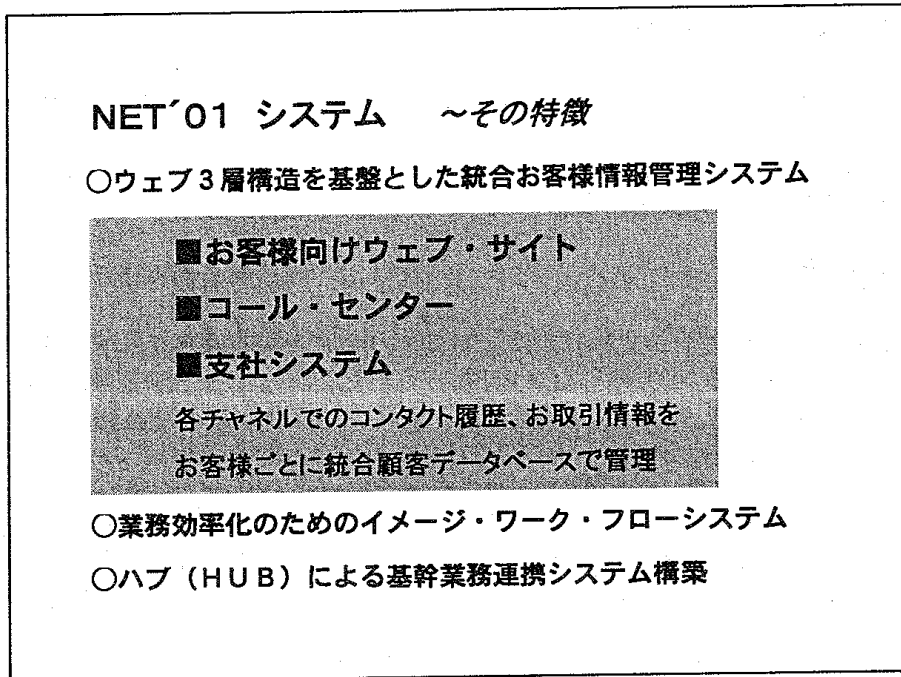 NET´01 システム ~その特徴
○ウェブ3層構造を基盤とした統合お客様情報管理システム
■お客様向けウェブ・サイト
■コール・センター
■支社システム
各チャネルでのコンタクト履歴、お取引情報を
お客様ごとに統合顧客データベースで管理
○業務効率化のためのイメージ・ワーク・フローシステム
○ハブ（HUB）による基幹業務連携システム構築